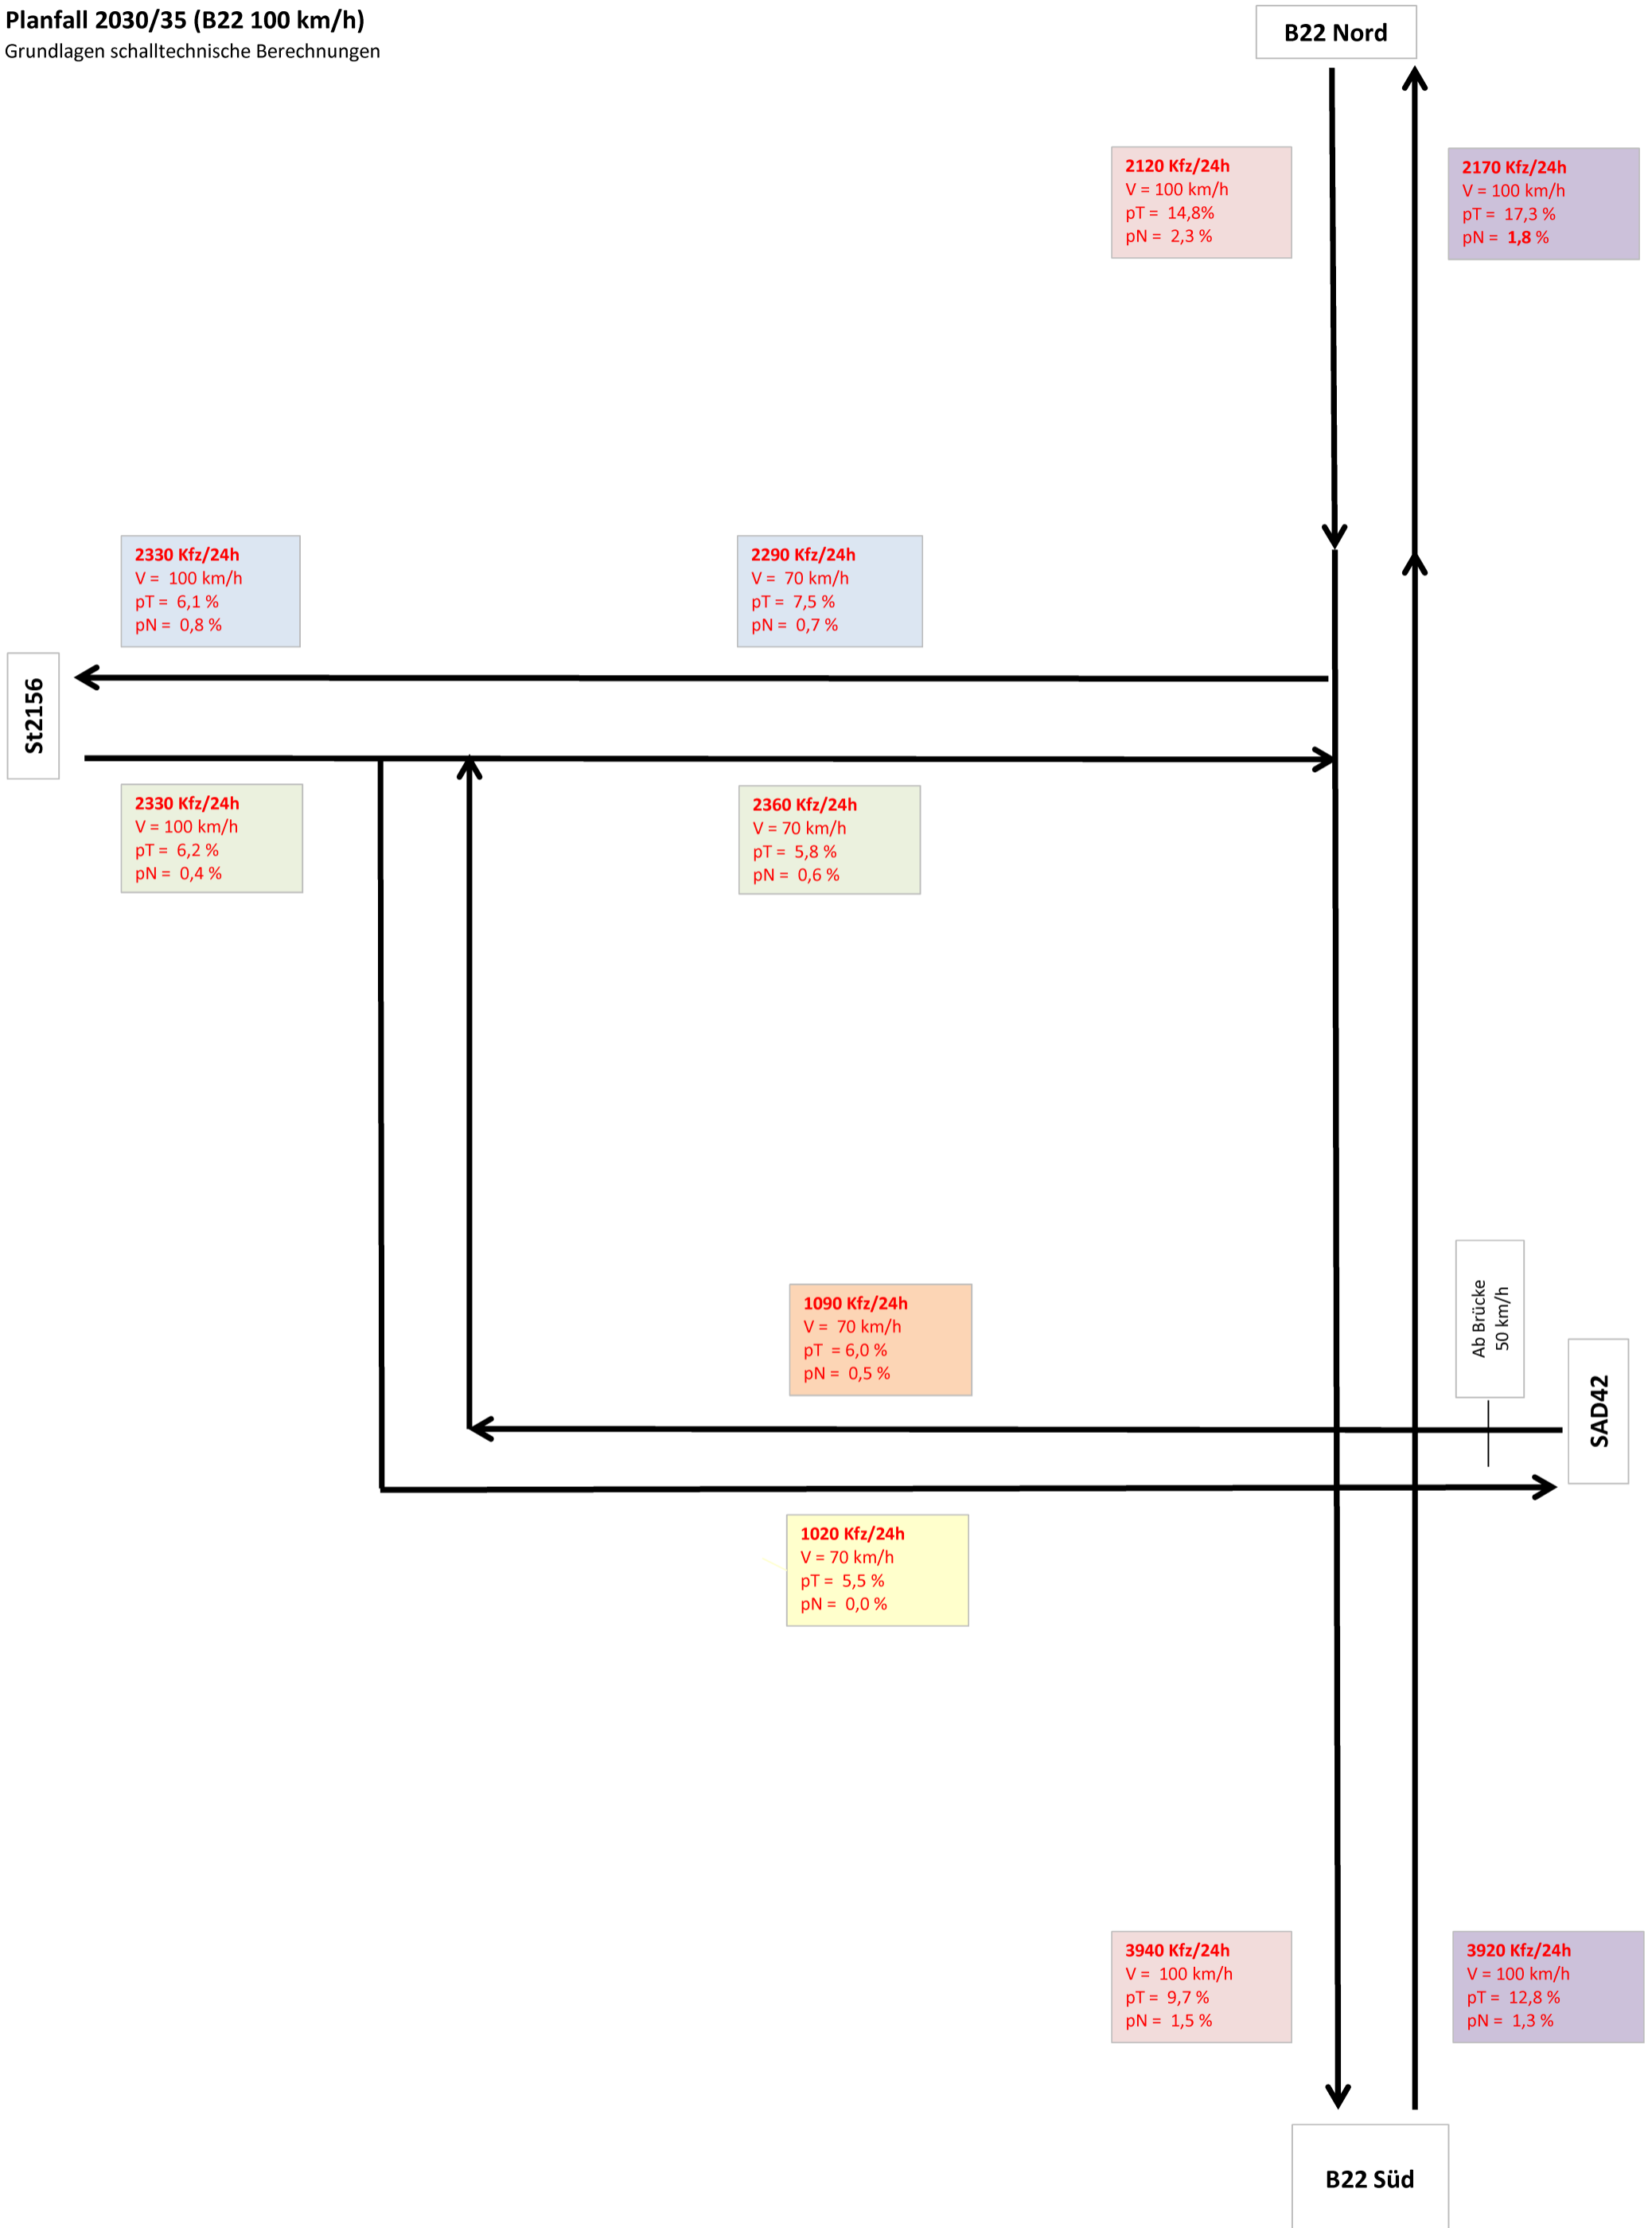 Planfall 2030/35 (B22 100 km/h)
Grundlagen schalltechnische Berechnungen
B22 Nord
2120 Kfz/24h
V = 100 km/h
pT = 14,8%
pN = 2,3 %
2170 Kfz/24h
V = 100 km/h
pT = 17,3 %
pN = 1,8 %
2330 Kfz/24h
V = 100 km/h
pT = 6,1 %
pN = 0,8 %
2290 Kfz/24h
V = 70 km/h
pT = 7,5 %
pN = 0,7 %
St2156
2330 Kfz/24h
V = 100 km/h
pT = 6,2 %
pN = 0,4 %
2360 Kfz/24h
V = 70 km/h
pT = 5,8 %
pN = 0,6 %
1090 Kfz/24h
V = 70 km/h
pT = 6,0 %
pN = 0,5 %
Ab Brücke
50 km/h
SAD42
1020 Kfz/24h
V = 70 km/h
pT = 5,5 %
pN = 0,0 %
3940 Kfz/24h
V = 100 km/h
pT = 9,7 %
pN = 1,5 %
3920 Kfz/24h
V = 100 km/h
pT = 12,8 %
pN = 1,3 %
B22 Süd